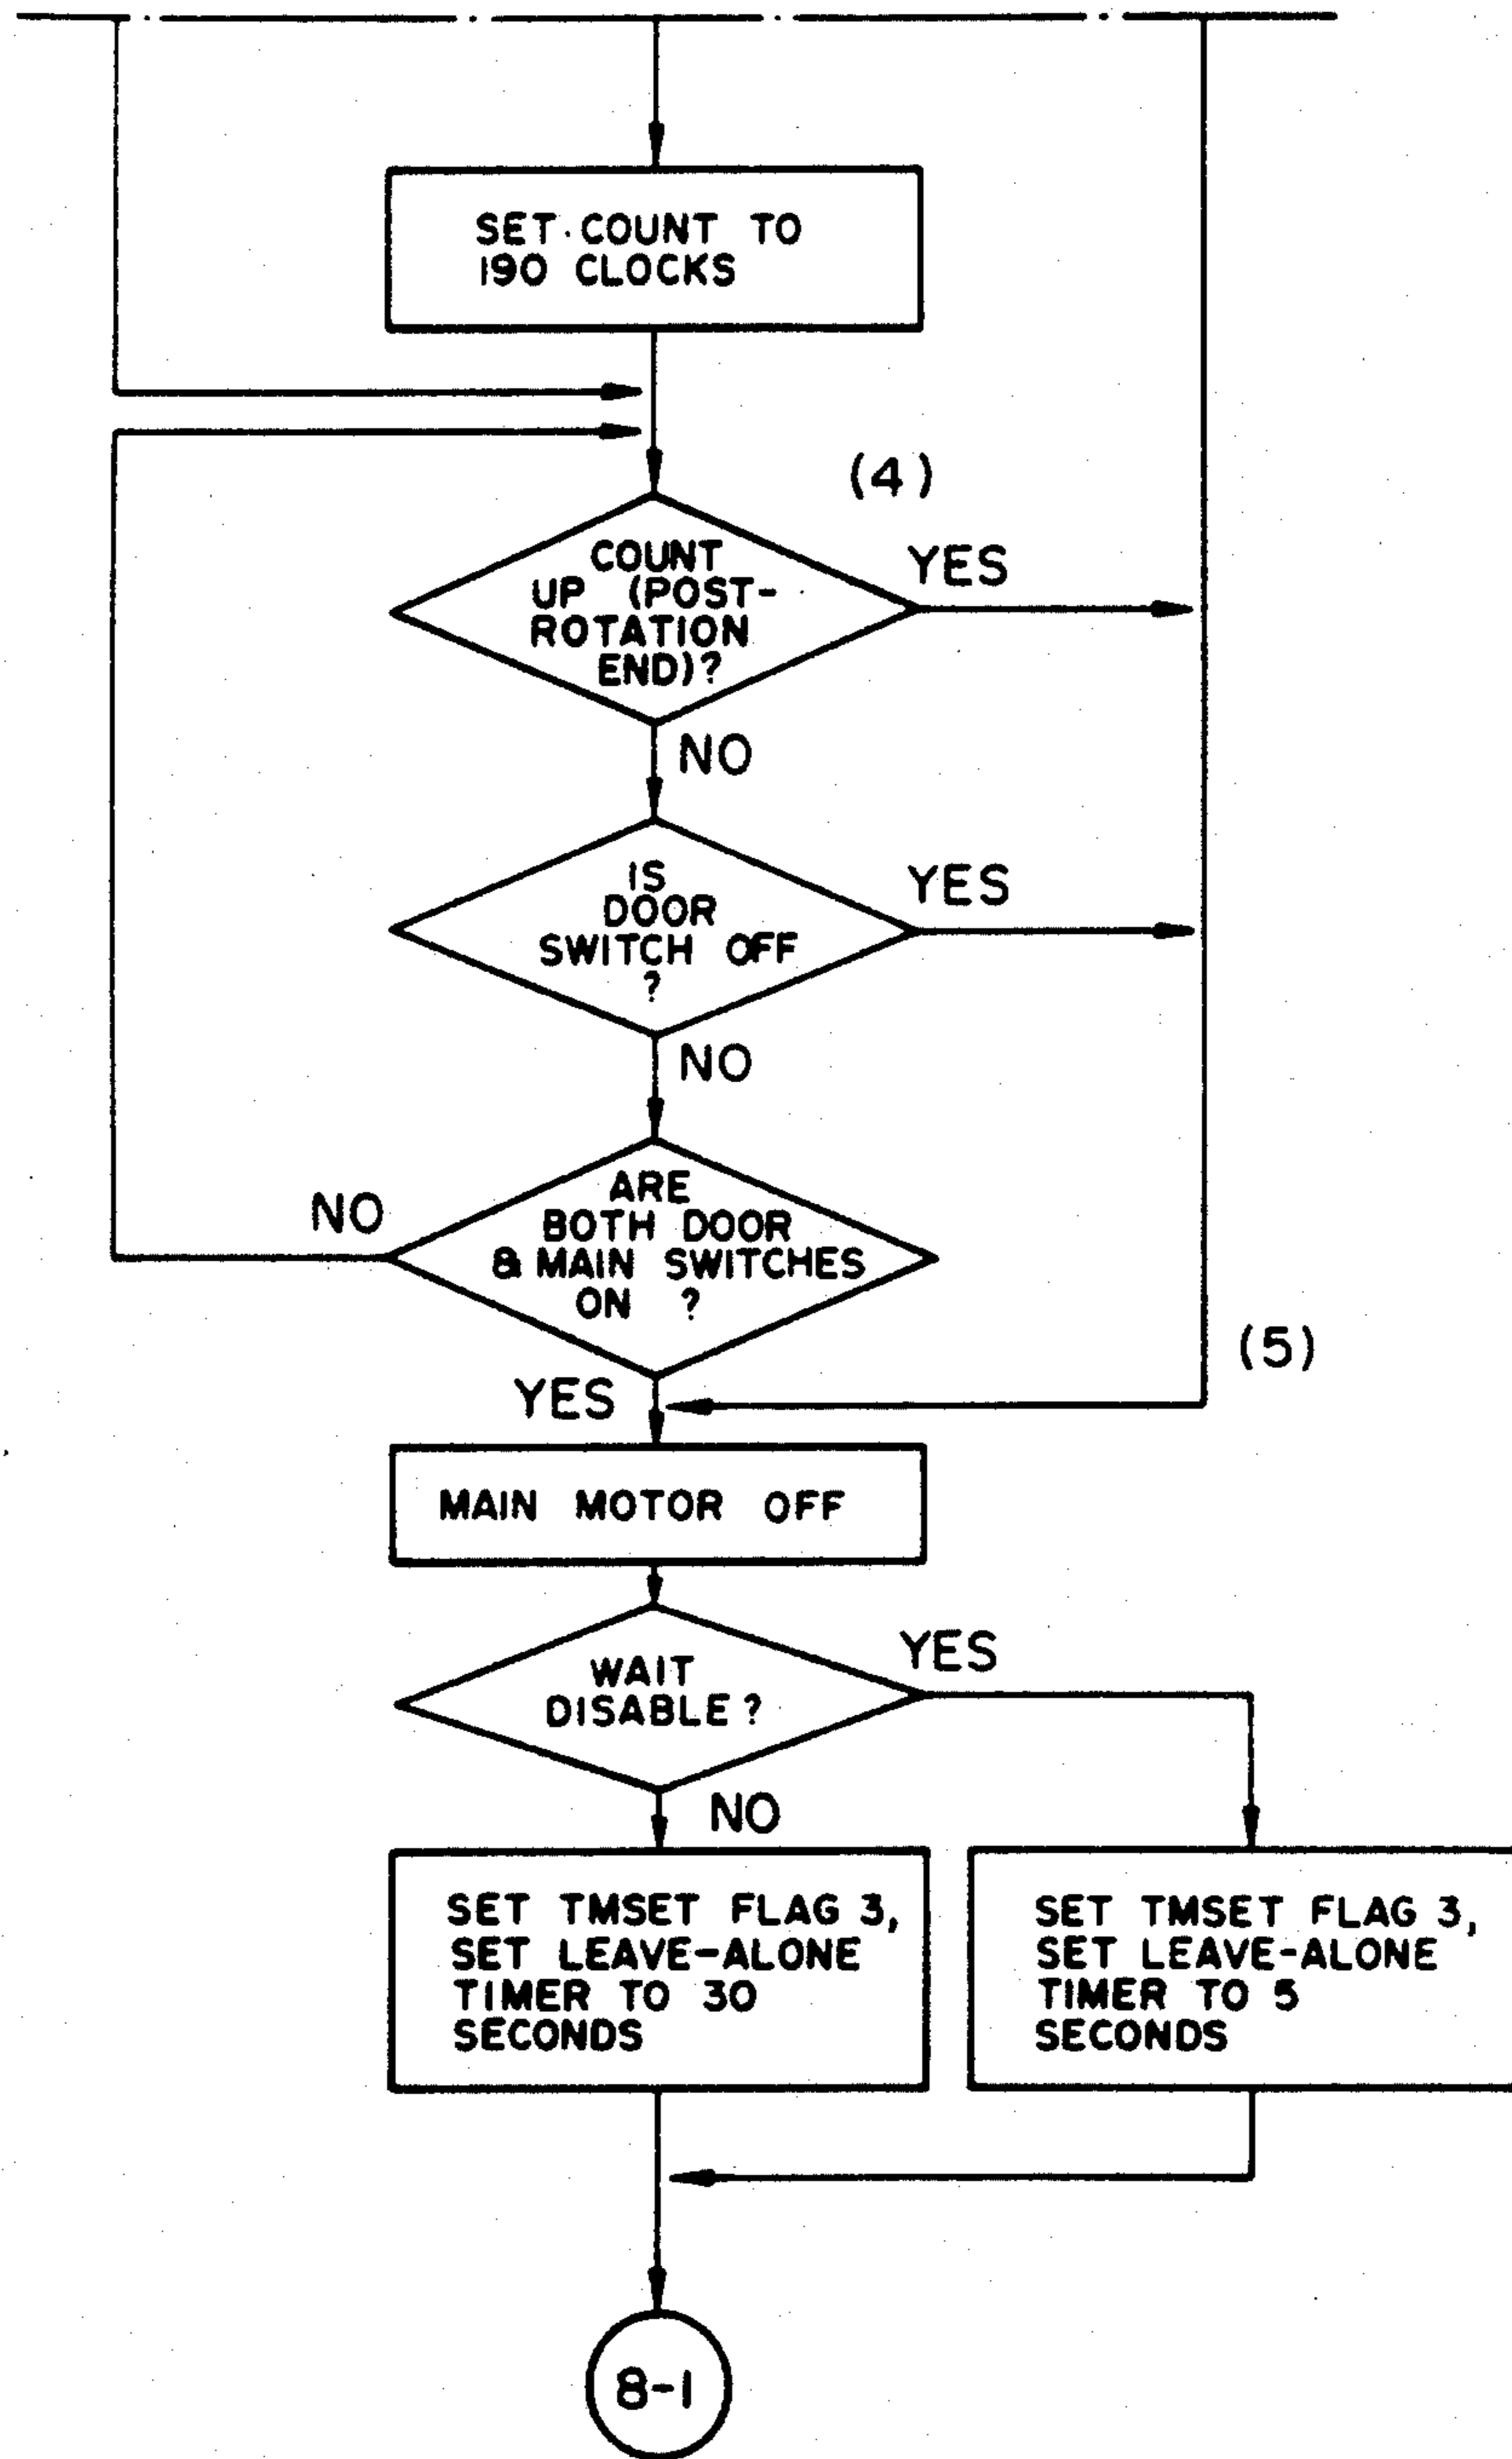 SET COUNT TO
190 CLOCKS
(4)
COUNT
UP (POST-
ROTATION
END)?
YES
NO
IS
DOOR
SWITCH OFF
?
YES
NO
ARE
BOTH DOOR
& MAIN SWITCHES
ON ?
NO
YES
(5)
MAIN MOTOR OFF
WAIT
DISABLE?
YES
NO
SET TMSET FLAG 3,
SET LEAVE-ALONE
TIMER TO 30
SECONDS
SET TMSET FLAG 3,
SET LEAVE-ALONE
TIMER TO 5
SECONDS
8-1